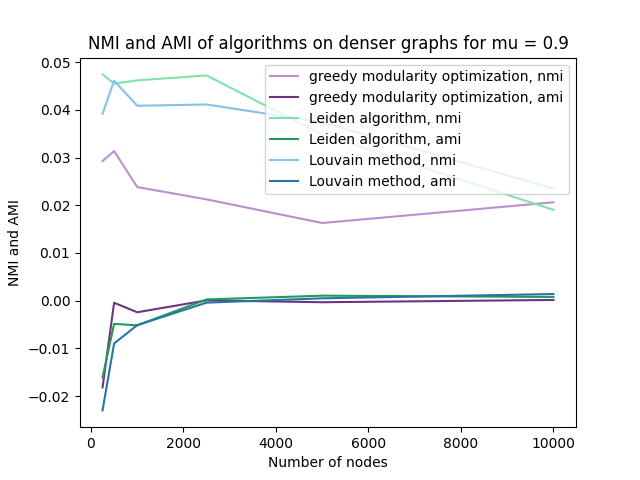 NMI and AMI of algorithms on denser graphs for mu = 0.9
0.05
0.04
0.03
0.02
0.01
0.00
−0.01
−0.02
NMI and AMI
greedy modularity optimization, nmi
greedy modularity optimization, ami
Leiden algorithm, nmi
Leiden algorithm, ami
Louvain method, nmi
Louvain method, ami
0 2000 4000 6000 8000 10000
Number of nodes